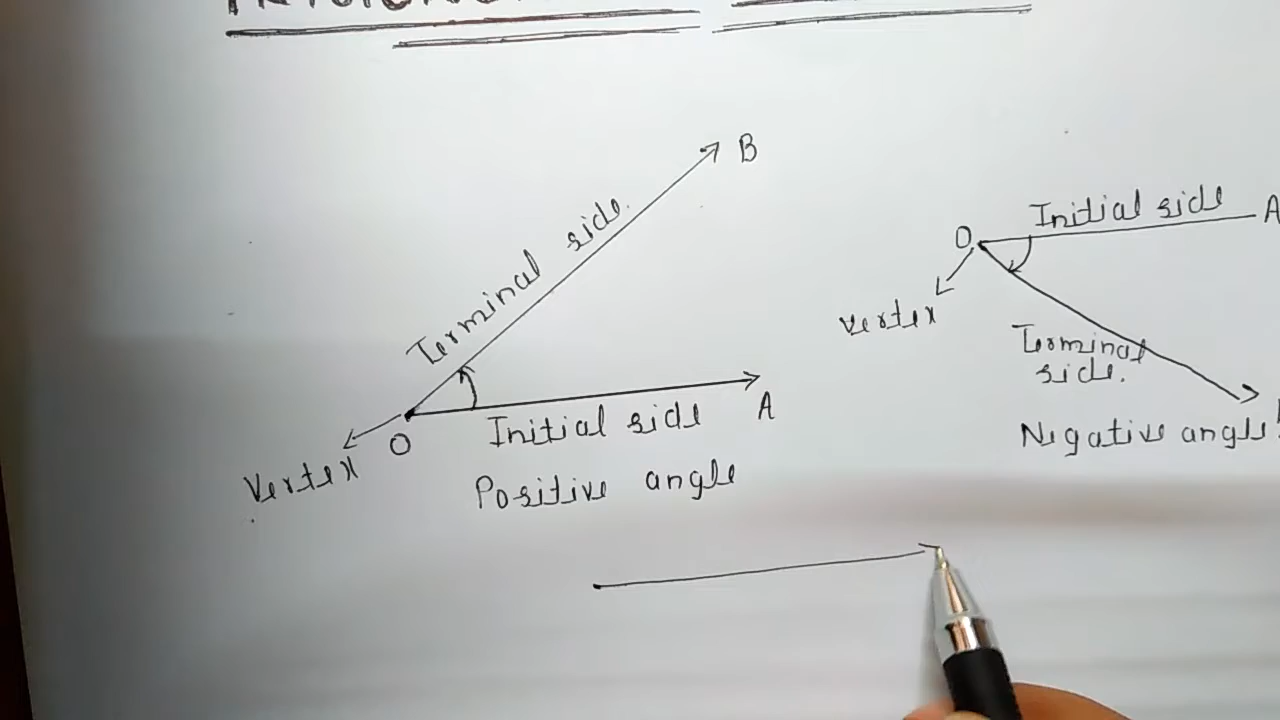 B
Terminal side.
O
Initial side
A
Vertex
Positive angle
O
Initial side
A
vertex
Terminal
side.
Negative angle